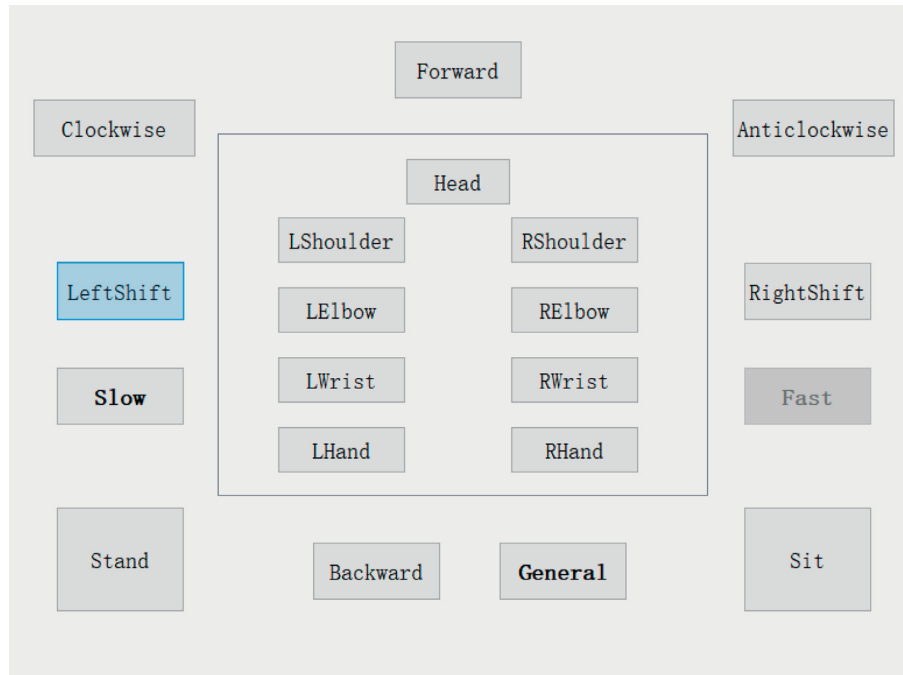 Forward
Clockwise
Anticlockwise
Head
LShoulder
RShoulder
LeftShift
RightShift
LElbow
RElbow
LWrist
RWrist
Slow
Fast
LHand
RHand
Stand
Backward
General
Sit